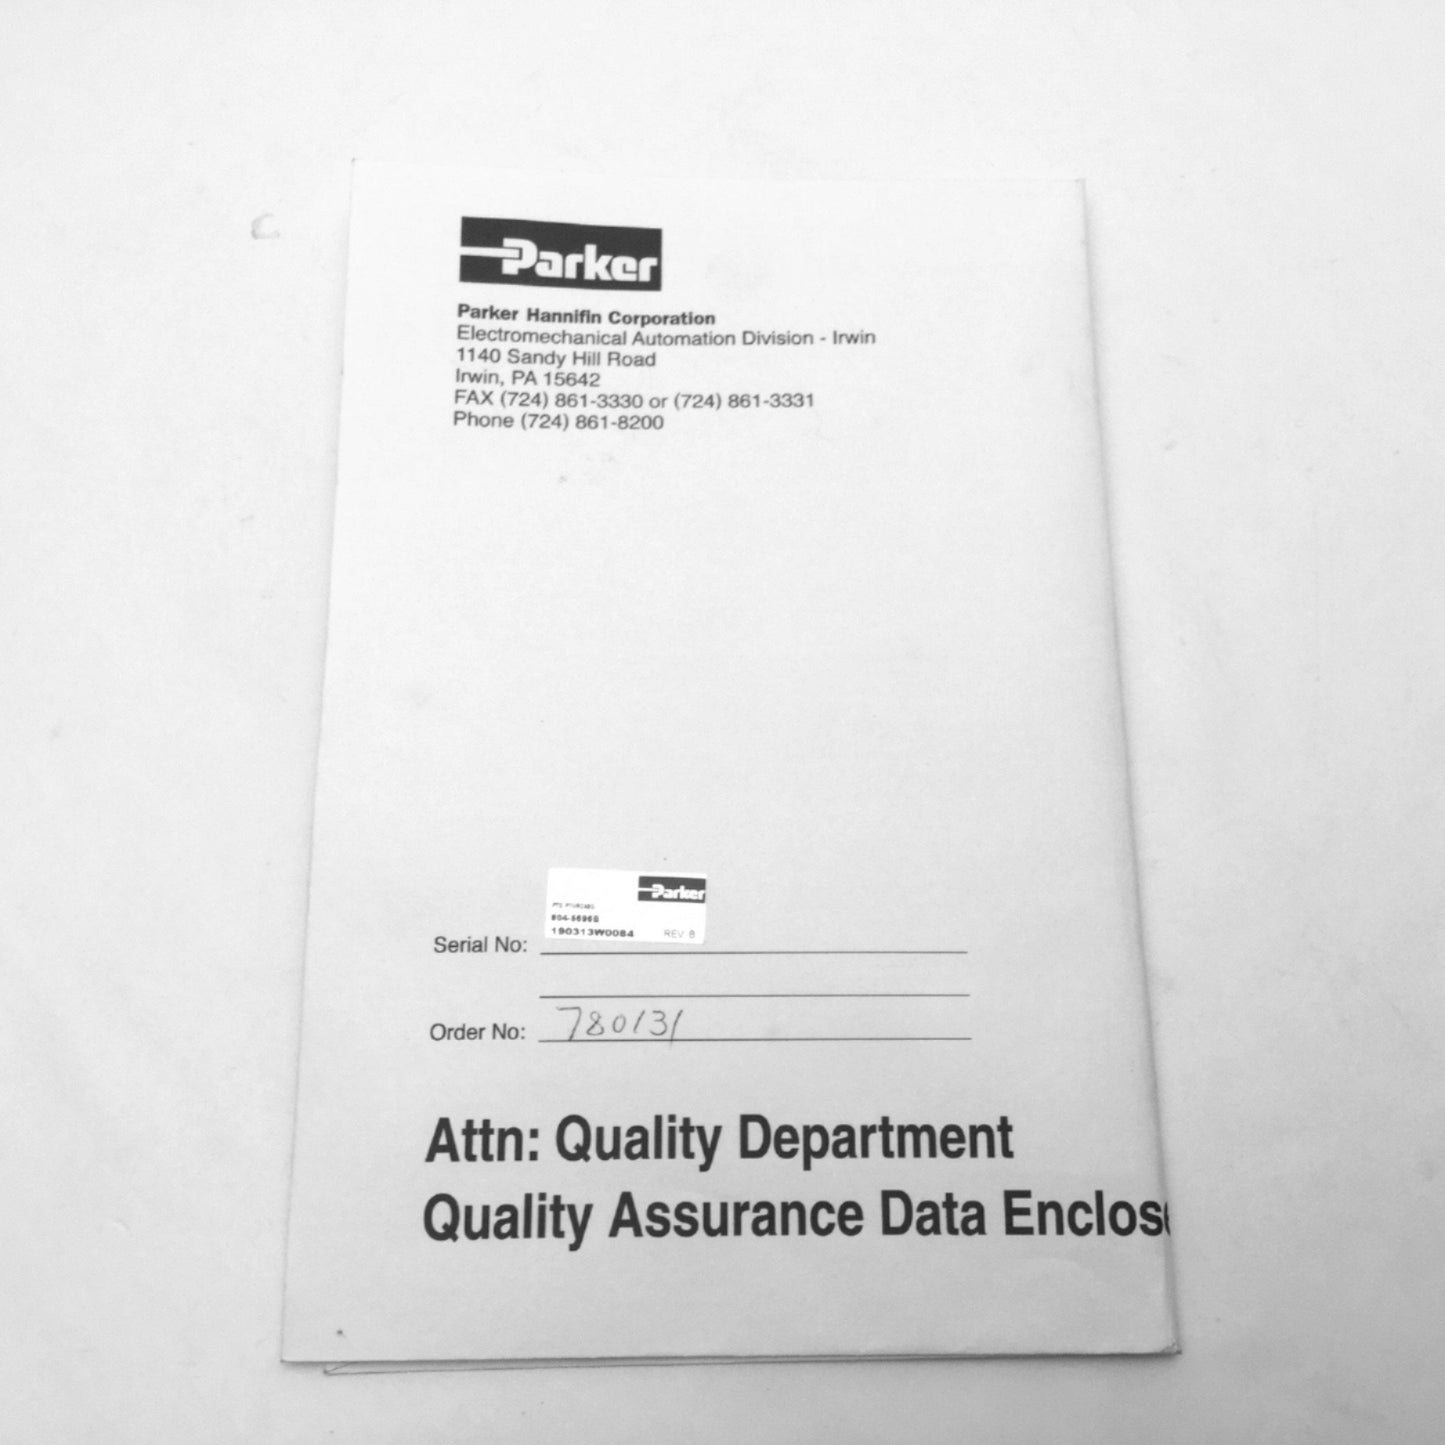 Parker
Parker Hannifin Corporation
Electromechanical Automation Division - Irwin
1140 Sandy Hill Road
Irwin, PA 15642
FAX (724) 861-3330 or (724) 861-3331
Phone (724) 861-8200
Parker
190313W0084 REV: B
Serial No:
Order No: 780131
Attn: Quality Department
Quality Assurance Data Enclose